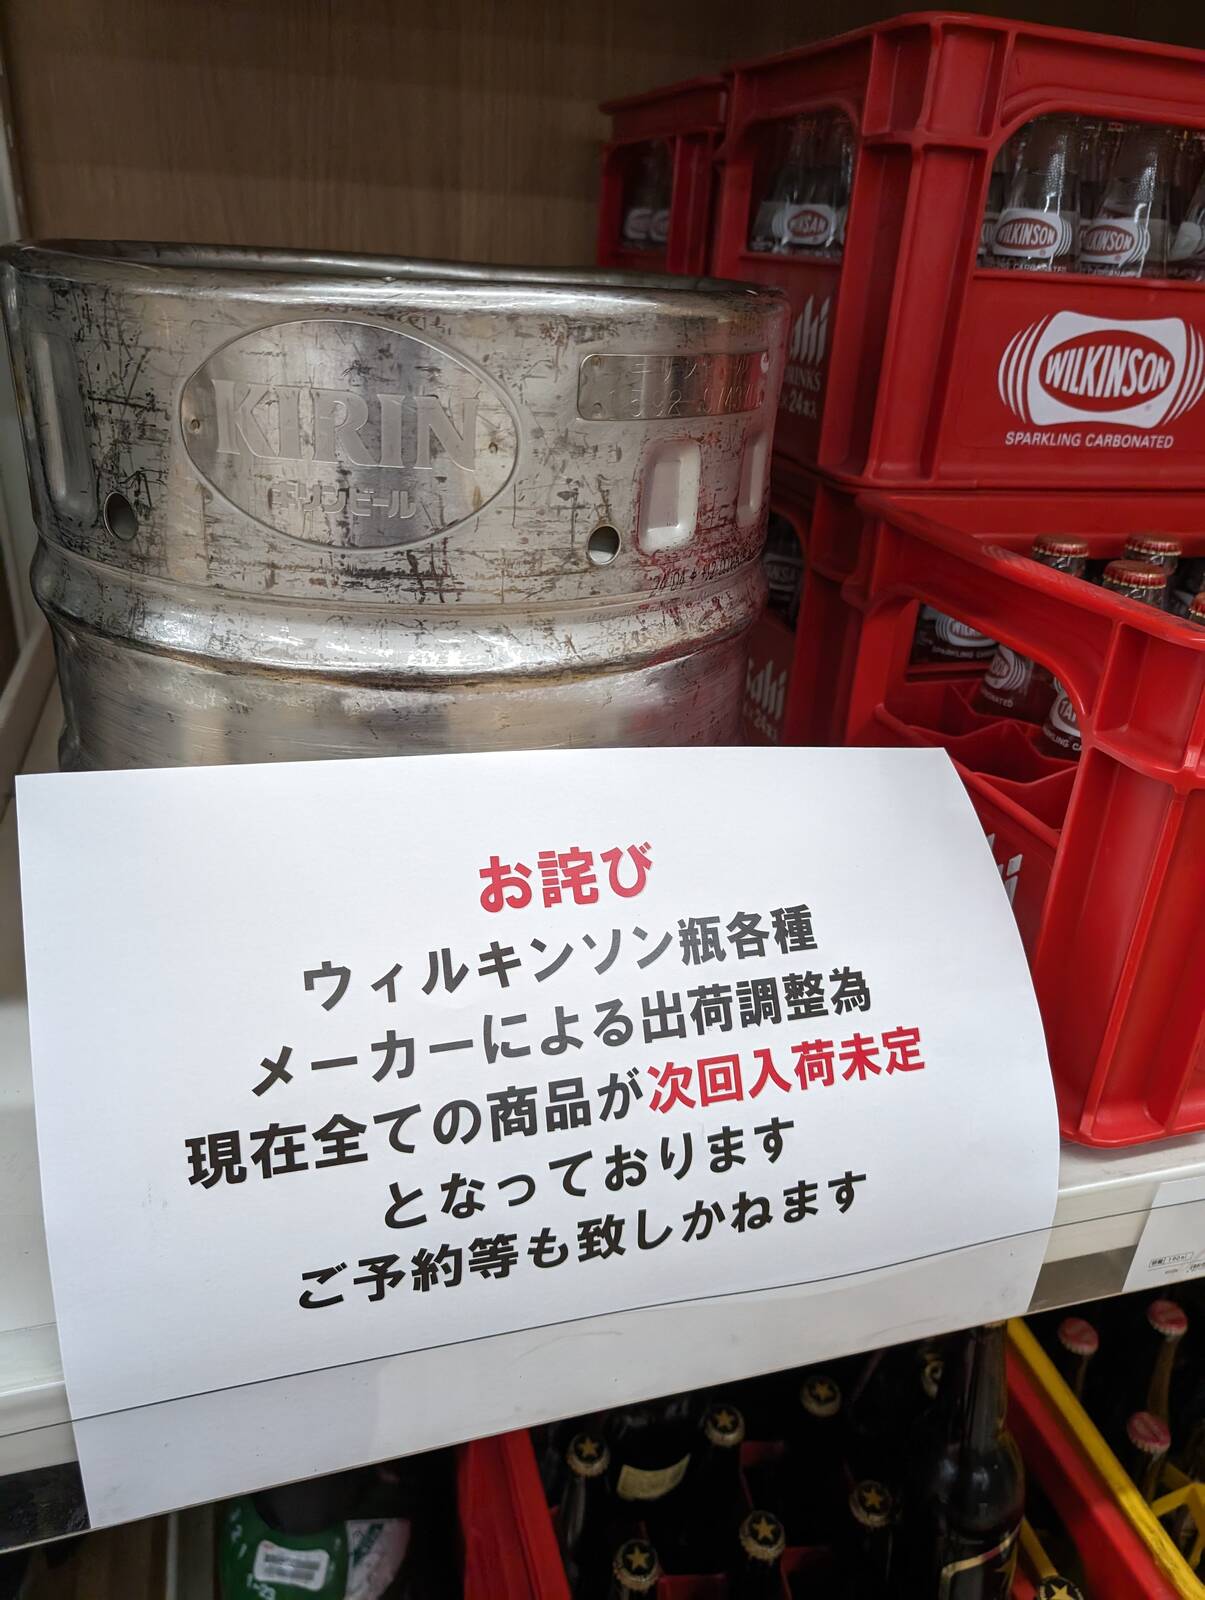 KIRIN
キリンビール
WILKINSON
WILKINSON
WILKINSON
SPARKLING CARBONATED
お詫び
ウィルキンソン瓶各種
メーカーによる出荷調整為
現在全ての商品が次回入荷未定
となっております
ご予約等も致しかねます